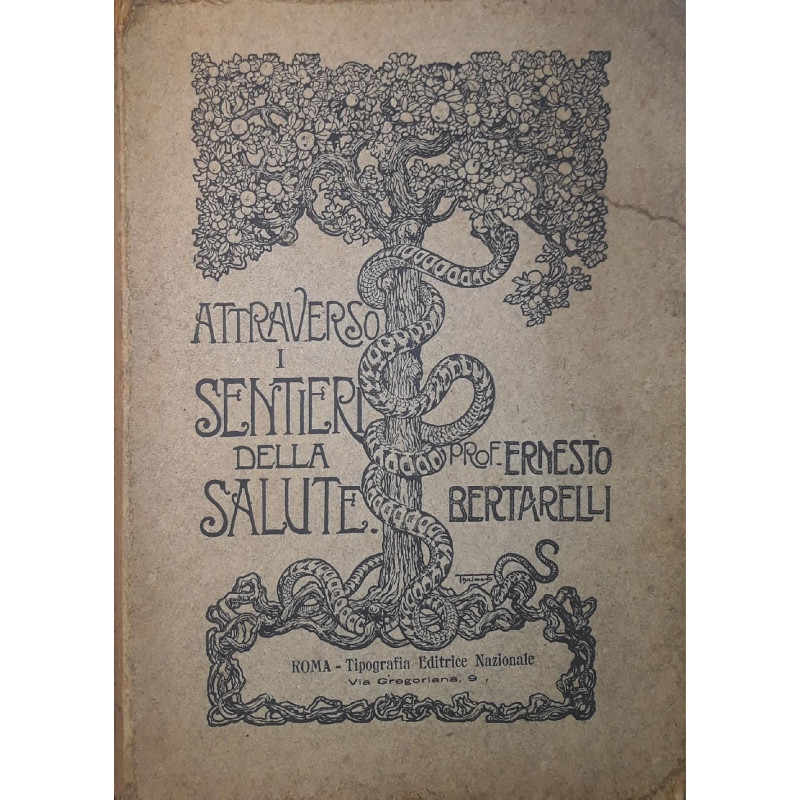 ATTRAVERSO
I
SENTIERI
DELLA
SALUTE.
PROF. ERNESTO
BERTARELLI
ROMA - Tipografia Editrice Nazionale
Via Gregoriana, 9